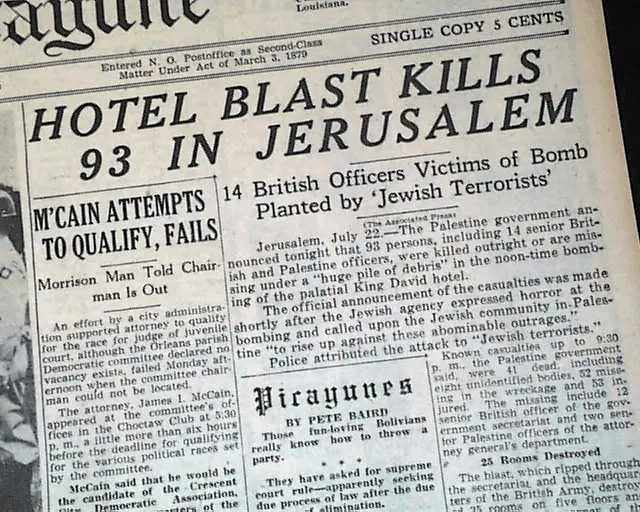 ayune
Louisiana.
Entered N. O. Postoffice as Second-Class
Matter Under Act of March 3, 1879
SINGLE COPY 5 CENTS
HOTEL BLAST KILLS
93 IN JERUSALEM
M'CAIN ATTEMPTS
TO QUALIFY, FAILS
Morrison Man Told Chair-
man Is Out
An effort by a city administra-
tion supported attorney to qualify
for the race for judge of juvenile
court, although the Orleans parish
Democratic committee declared no
vacancy exists, failed Monday aft-
ernoon when the committee chair-
man could not be located.
The attorney, James I. McCain,
appeared at the committee's of-
fices in the Choctaw Club at 5:30
p. m., a little more than six hours
before the deadline for qualifying
for the various political races set
by the committee.
McCain said that he would be
the candidate of the Crescent
City Democratic Association,
14 British Officers Victims of Bomb
Planted by 'Jewish Terrorists'
(The Associated Press)
Jerusalem, July 22.—The Palestine government an-
nounced tonight that 93 persons, including 14 senior Brit-
ish and Palestine officers, were killed outright or are mis-
sing under a "huge pile of debris" in the noon-time bomb-
ing of the palatial King David hotel.
The official announcement of the casualties was made
shortly after the Jewish agency expressed horror at the
bombing and called upon the Jewish community in Pales-
tine "to rise up against these abominable outrages."
Police attributed the attack to "Jewish terrorists."
Picayunes
BY PETE BAIRD
Those fun-loving Bolivians
really know how to throw a
party.
* * *
They have asked for supreme
court rule—apparently seeking
due process of law after the due
elimination.
Known casualties up to 9:30
p. m., the Palestine government
said, were 41 dead, including
eight unidentified bodies, 52 miss-
ing in the wreckage and 53 in-
jured. The missing include 12
senior British officer of the gov-
ernment secretariat and two sen-
ior Palestine officers of the attor-
ney general's department.
25 Rooms Destroyed
The blast, which ripped through
the secretariat and the headquar-
ters of the British Army, destroy-
ed 25 rooms on five floors